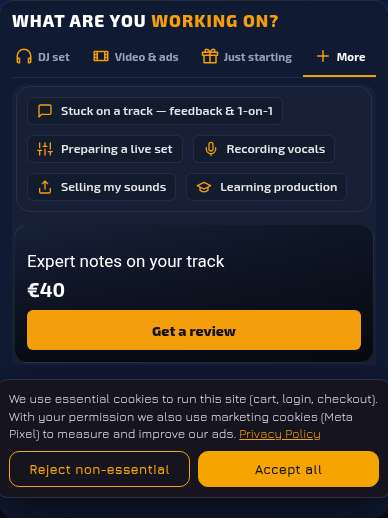 WHAT ARE YOU WORKING ON?
DJ set
Video & ads
Just starting
More
Stuck on a track — feedback & 1-on-1
Preparing a live set
Recording vocals
Selling my sounds
Learning production
Expert notes on your track
€40
Get a review
We use essential cookies to run this site (cart, login, checkout).
With your permission we also use marketing cookies (Meta
Pixel) to measure and improve our ads. Privacy Policy
Reject non-essential
Accept all